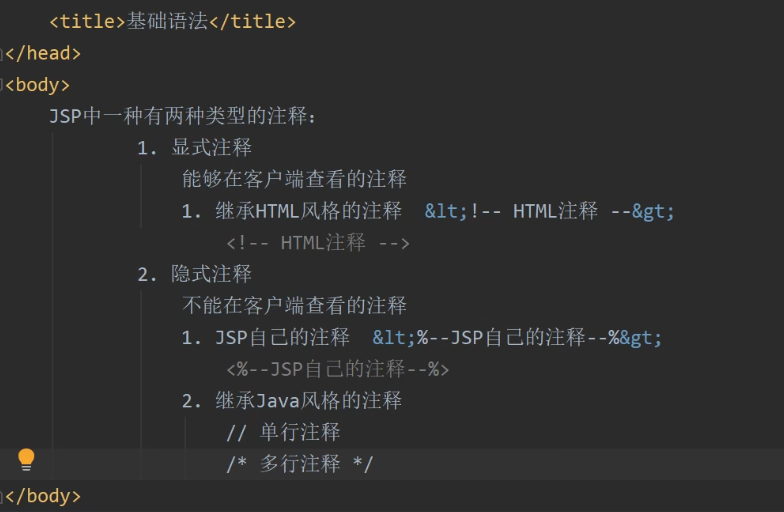 <title>基础语法</title>
</head>
<body>
JSP中一种有两种类型的注释：
1. 显式注释
能够在客户端查看的注释
1. 继承HTML风格的注释 &lt;!-- HTML注释 --&gt;
<!-- HTML注释 -->
2. 隐式注释
不能在客户端查看的注释
1. JSP自己的注释 &lt;%--JSP自己的注释--%&gt;
<%--JSP自己的注释--%>
2. 继承Java风格的注释
// 单行注释
/* 多行注释 */
</body>